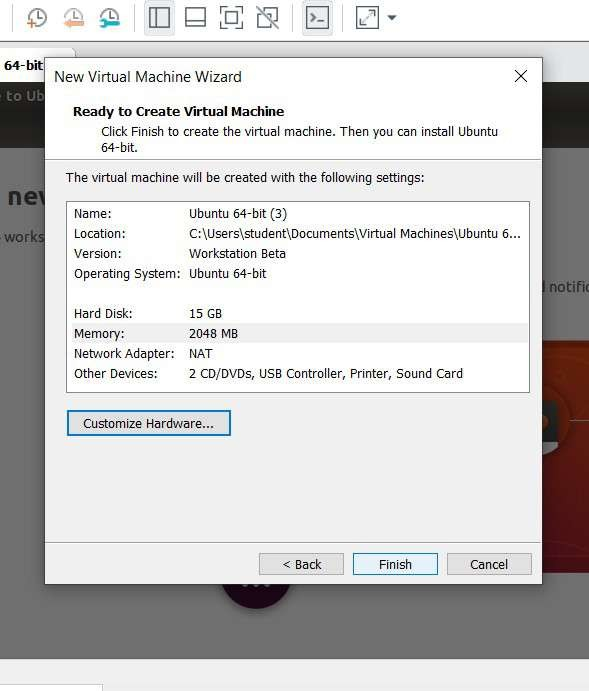 64-bit
New Virtual Machine Wizard
e to Ub
Ready to Create Virtual Machine
Click Finish to create the virtual machine. Then you can install Ubuntu
64-bit.
The virtual machine will be created with the following settings:
new
works
Name: Ubuntu 64-bit (3)
Location: C:\Users\student\Documents\Virtual Machines\Ubuntu 6...
Version: Workstation Beta
Operating System: Ubuntu 64-bit
d notific
Hard Disk: 15 GB
Memory: 2048 MB
Network Adapter: NAT
Other Devices: 2 CD/DVDs, USB Controller, Printer, Sound Card
Customize Hardware...
< Back Finish Cancel